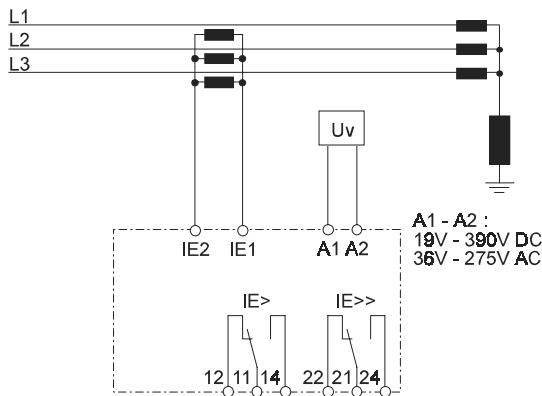 L1
L2
L3
Uv
IE2 IE1 A1 A2
A1 - A2 :
19V - 390V DC
36V - 275V AC
IE> IE>>
12 11 14 22 21 24